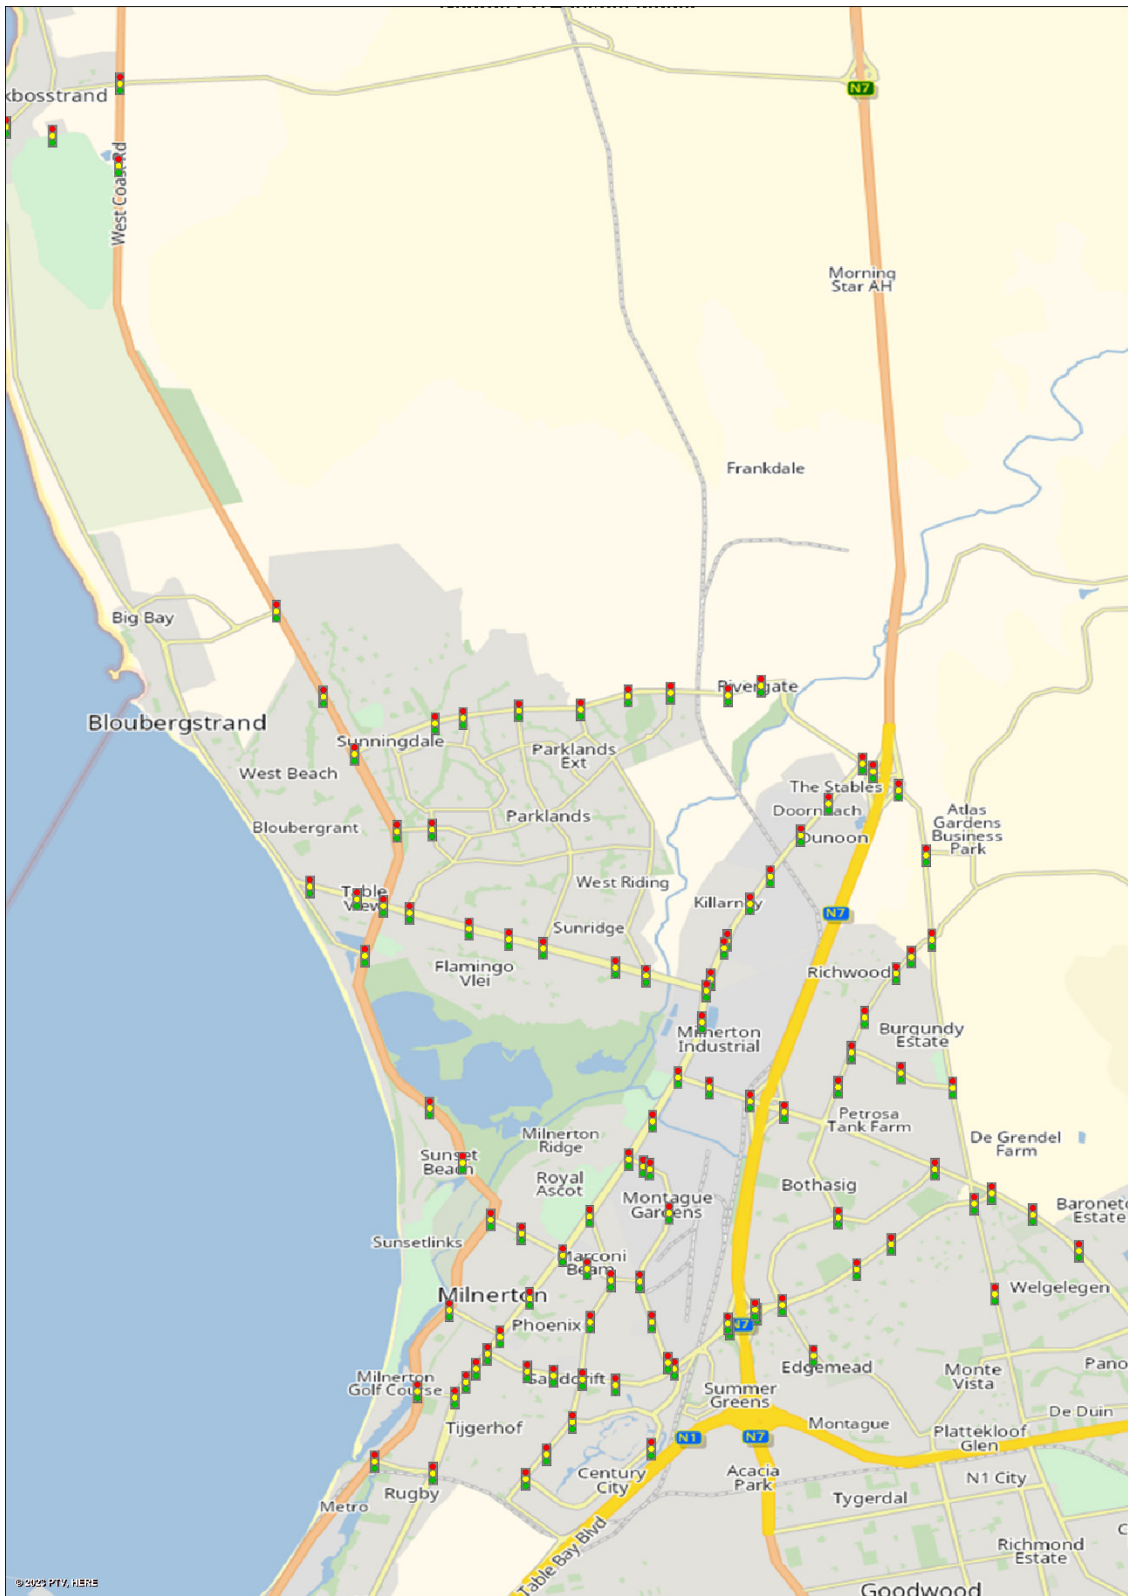 N7
kbosstrand
West Coast Rd
Morning
Star AH
Frankdale
Big Bay
Rivergate
Bloubergstrand
Sunningdale
Parklands
Ext
West Beach
The Stables
Doornbach
Atlas
Gardens
Business
Park
Parklands
Bloubergrant
Dunoon
Table
View
West Riding
Killarney
N7
Sunridge
Flamingo
Vlei
Richwood
Milnerton
Industrial
Burgundy
Estate
Petrosa
Tank Farm
Milnerton
Ridge
De Grendel
Farm
Sunset
Beach
Royal
Ascot
Bothasig
Montague
Gardens
Baroneto
Estate
Sunsetlinks
Marconi
Beam
Milnerton
Welgelegen
Phoenix
N7
Edgemead
Pano
Milnerton
Golf Course
Sanddrift
Monte
Vista
Summer
Greens
De Duin
Tijgerhof
Montague
Plattekloof
Glen
N1
N7
Century
City
Acacia
Park
N1 City
Rugby
Metro
Tygerdal
Table Bay Blvd
Richmond
Estate
Goodwood
© 2023 PTV, HERE